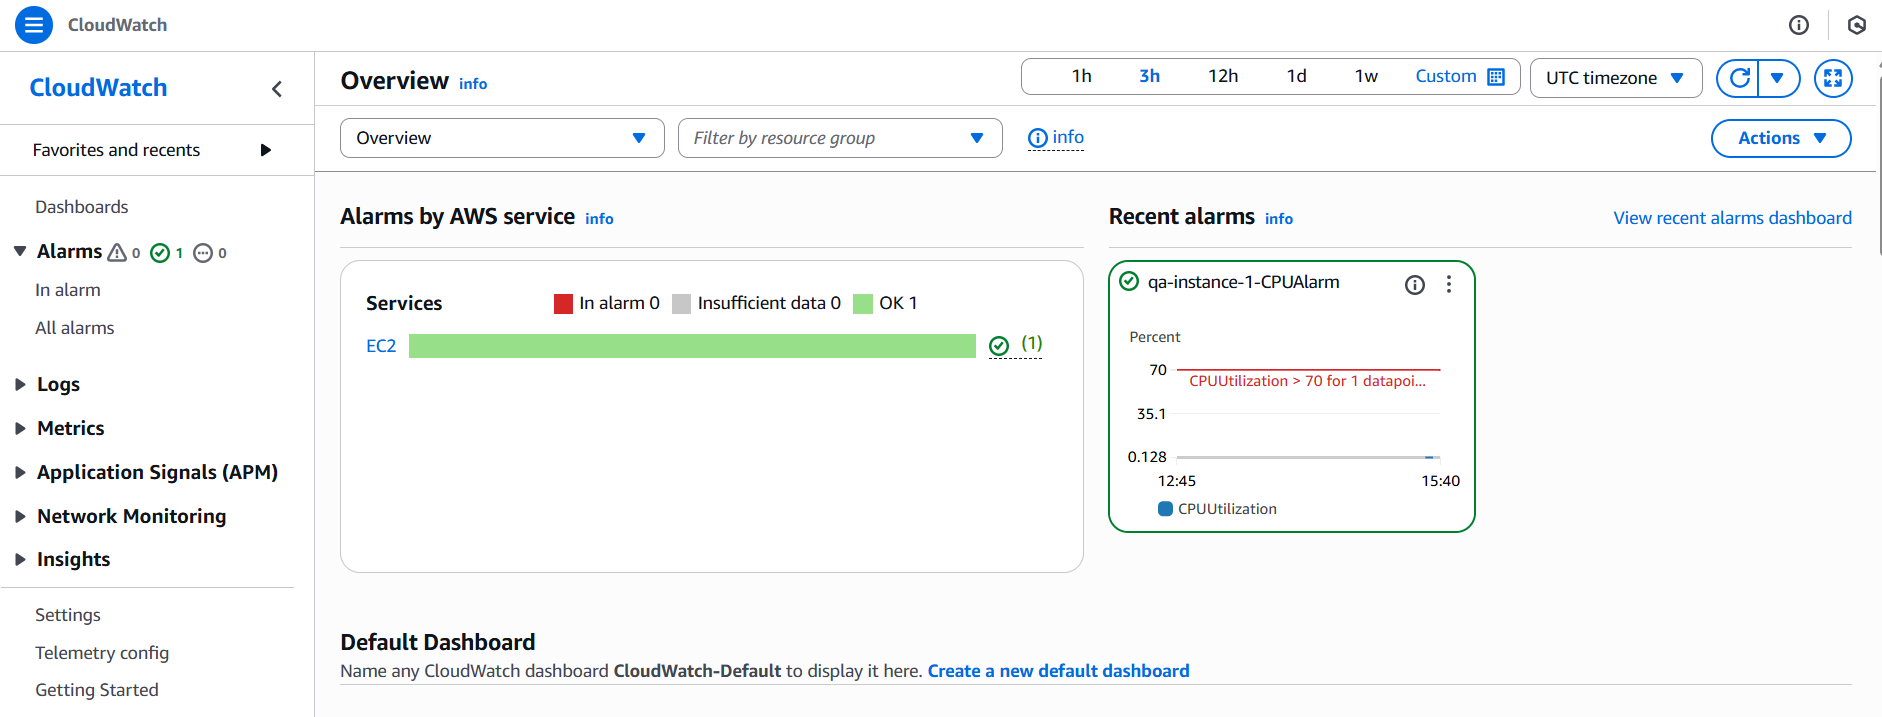 CloudWatch
CloudWatch
Favorites and recents
Dashboards
Alarms 0 1 0
In alarm
All alarms
Logs
Metrics
Application Signals (APM)
Network Monitoring
Insights
Settings
Telemetry config
Getting Started
Overview info
1h 3h 12h 1d 1w Custom
UTC timezone
Overview
Filter by resource group
info
Actions
Alarms by AWS service info
Services
In alarm 0 Insufficient data 0 OK 1
EC2 (1)
Recent alarms info
View recent alarms dashboard
qa-instance-1-CPUAlarm
Percent
70
CPUUtilization > 70 for 1 datapoi...
35.1
0.128
12:45 15:40
CPUUtilization
Default Dashboard
Name any CloudWatch dashboard CloudWatch-Default to display it here. Create a new default dashboard